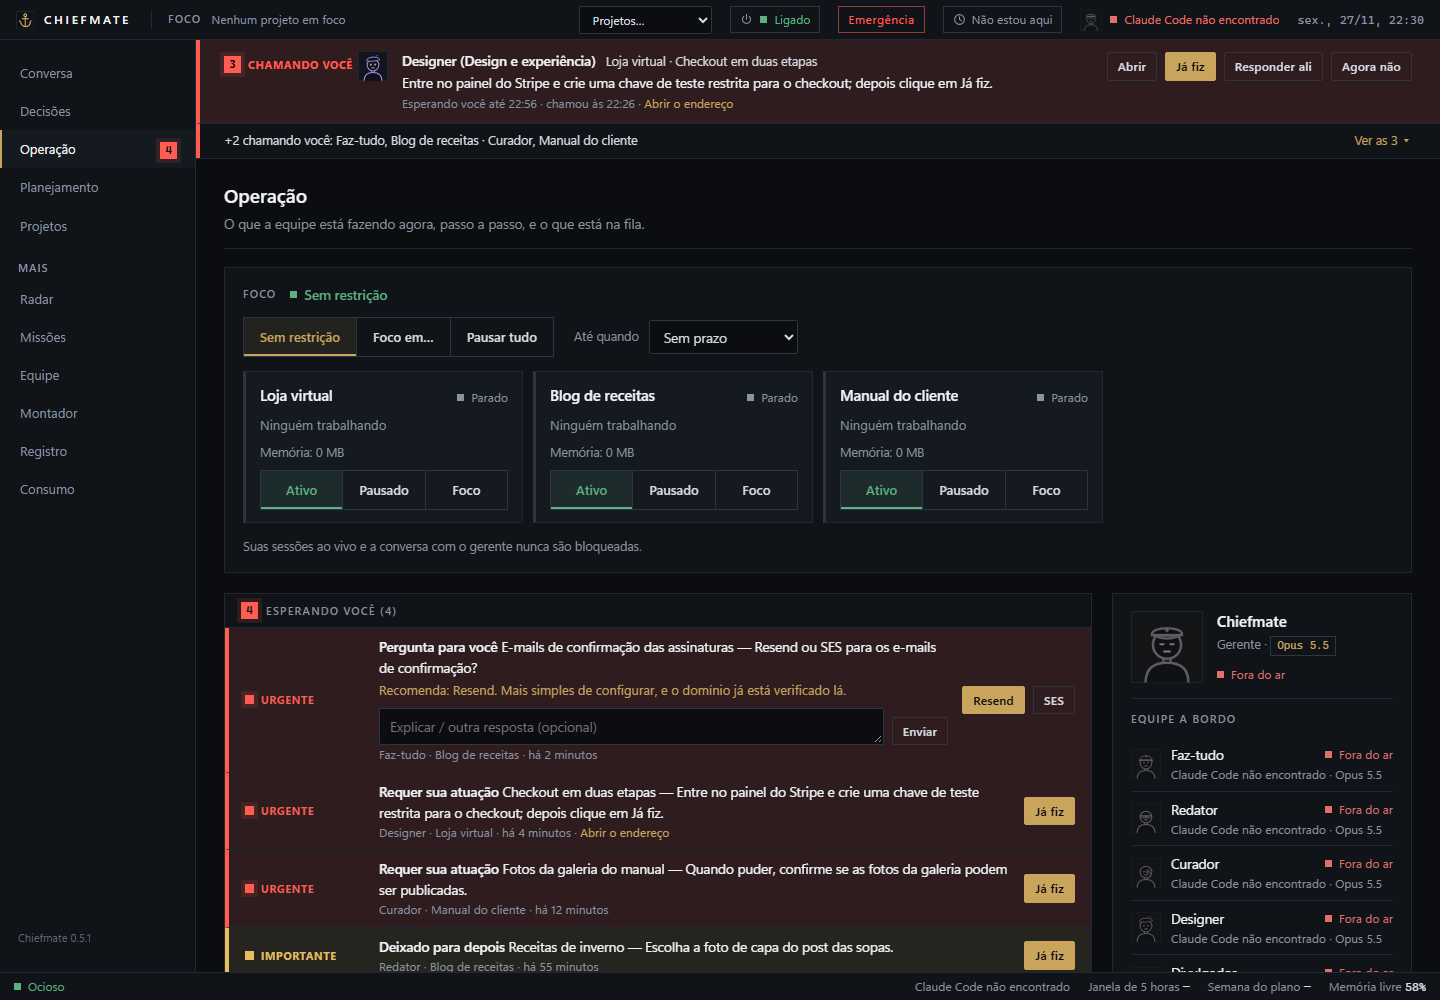 CHIEFMATE
FOCO Nenhum projeto em foco
Projetos...
Ligado
Emergência
Não estou aqui
Claude Code não encontrado
sex., 27/11, 22:30
Conversa
Decisões
Operação 4
Planejamento
Projetos
MAIS
Radar
Missões
Equipe
Montador
Registro
Consumo
Chiefmate 0.5.1
3 CHAMANDO VOCÊ
Designer (Design e experiência) Loja virtual · Checkout em duas etapas
Entre no painel do Stripe e crie uma chave de teste restrita para o checkout; depois clique em Já fiz.
Esperando você até 22:56 · chamou às 22:26 · Abrir o endereço
Abrir
Já fiz
Responder ali
Agora não
+2 chamando você: Faz-tudo, Blog de receitas · Curador, Manual do cliente
Ver as 3
Operação
O que a equipe está fazendo agora, passo a passo, e o que está na fila.
FOCO Sem restrição
Sem restrição
Foco em...
Pausar tudo
Até quando
Sem prazo
Loja virtual
Parado
Ninguém trabalhando
Memória: 0 MB
Ativo Pausado Foco
Blog de receitas
Parado
Ninguém trabalhando
Memória: 0 MB
Ativo Pausado Foco
Manual do cliente
Parado
Ninguém trabalhando
Memória: 0 MB
Ativo Pausado Foco
Suas sessões ao vivo e a conversa com o gerente nunca são bloqueadas.
4 ESPERANDO VOCÊ (4)
URGENTE
Pergunta para você E-mails de confirmação das assinaturas — Resend ou SES para os e-mails
de confirmação?
Recomenda: Resend. Mais simples de configurar, e o domínio já está verificado lá.
Explicar / outra resposta (opcional)
Enviar
Resend
SES
Faz-tudo · Blog de receitas · há 2 minutos
URGENTE
Requer sua atuação Checkout em duas etapas — Entre no painel do Stripe e crie uma chave de teste
restrita para o checkout; depois clique em Já fiz.
Designer · Loja virtual · há 4 minutos · Abrir o endereço
Já fiz
URGENTE
Requer sua atuação Fotos da galeria do manual — Quando puder, confirme se as fotos da galeria podem
ser publicadas.
Curador · Manual do cliente · há 12 minutos
Já fiz
IMPORTANTE
Deixado para depois Receitas de inverno — Escolha a foto de capa do post das sopas.
Redator · Blog de receitas · há 55 minutos
Já fiz
Chiefmate
Gerente · Opus 5.5
Fora do ar
EQUIPE A BORDO
Faz-tudo
Fora do ar
Claude Code não encontrado · Opus 5.5
Redator
Fora do ar
Claude Code não encontrado · Opus 5.5
Curador
Fora do ar
Claude Code não encontrado · Opus 5.5
Designer
Fora do ar
Claude Code não encontrado · Opus 5.5
Divulgador
Fora do ar
Ocioso
Claude Code não encontrado
Janela de 5 horas —
Semana do plano —
Memória livre 58%